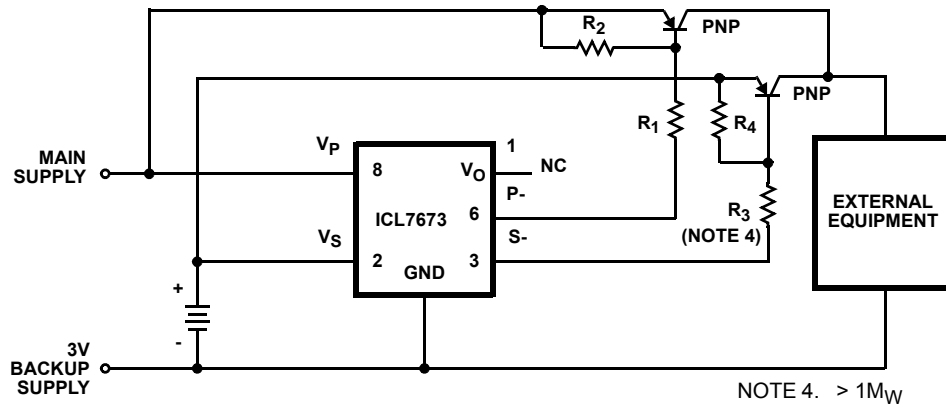 R2
PNP
PNP
R1
R4
VP
1
MAIN
SUPPLY
8
VO
NC
P-
ICL7673
6
R3
(NOTE 4)
EXTERNAL
EQUIPMENT
VS
S-
2
GND
3
+
-
3V
BACKUP
SUPPLY
NOTE 4. > 1MW